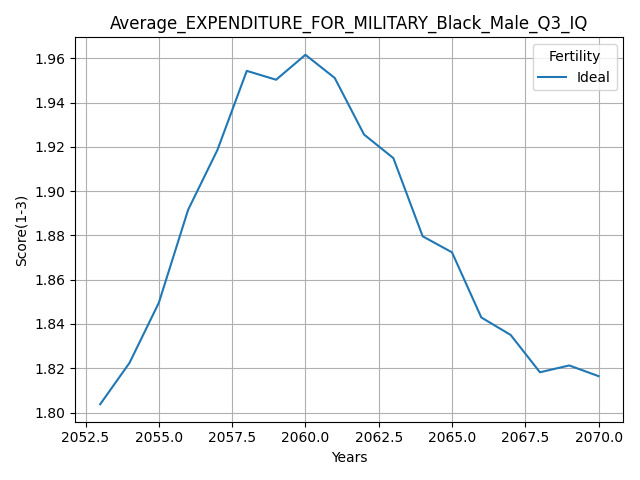 Average_EXPENDITURE_FOR_MILITARY_Black_Male_Q3_IQ
Fertility
Ideal
Score(1-3)
1.96
1.94
1.92
1.90
1.88
1.86
1.84
1.82
1.80
2052.5 2055.0 2057.5 2060.0 2062.5 2065.0 2067.5 2070.0
Years